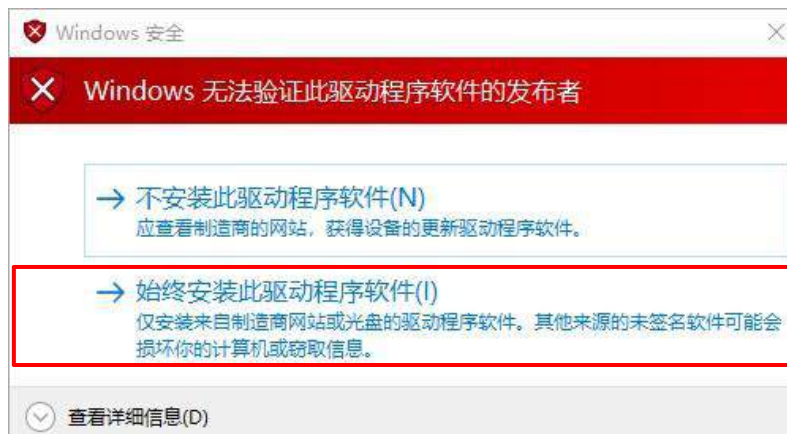 Windows 安全
Windows 无法验证此驱动程序软件的发布者
不安装此驱动程序软件(N)
应查看制造商的网站，获得设备的更新驱动程序软件。
始终安装此驱动程序软件(I)
仅安装来自制造商网站或光盘的驱动程序软件。其他来源的未签名软件可能会
损坏你的计算机或窃取信息。
查看详细信息(D)